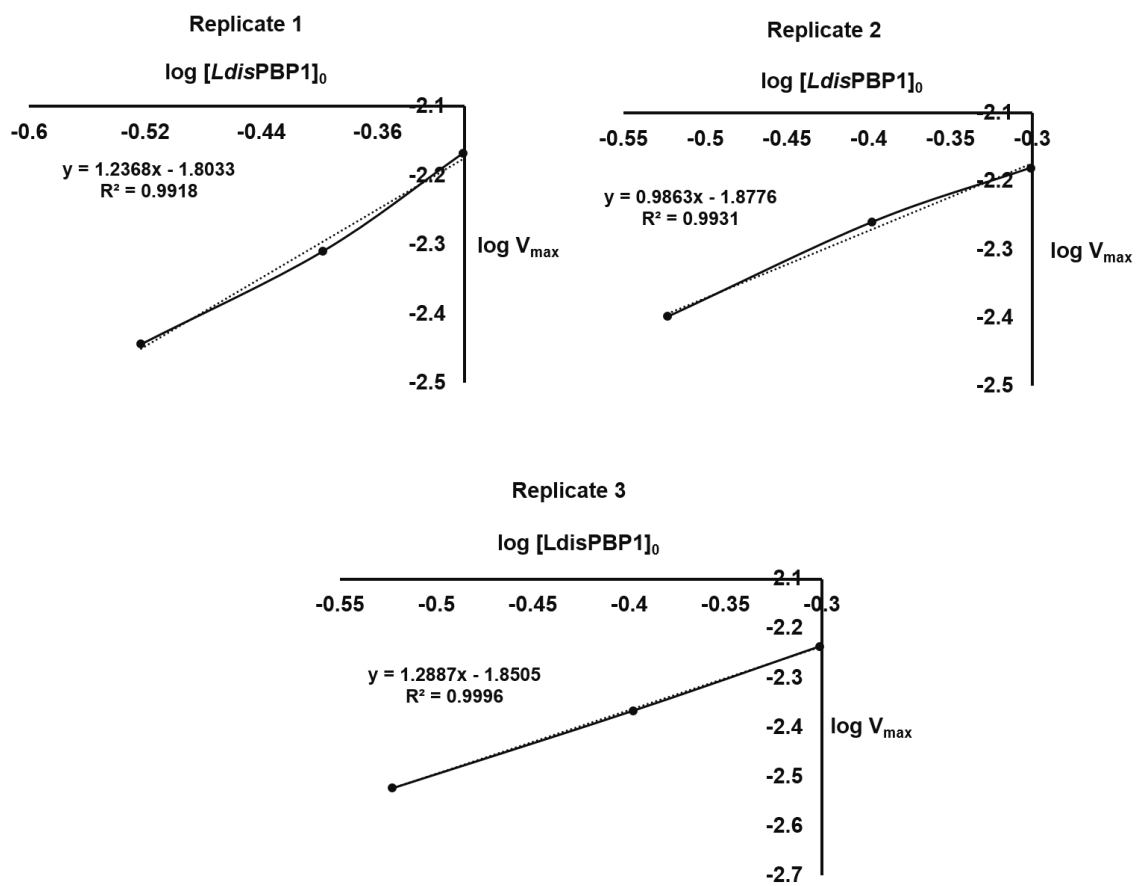 Replicate 1
log [LdisPBP1]0
-0.6 -0.52 -0.44 -0.36
-2.1
-2.2
-2.3
-2.4
-2.5
y = 1.2368x - 1.8033
R² = 0.9918
log Vmax
Replicate 2
log [LdisPBP1]0
-0.55 -0.5 -0.45 -0.4 -0.35 -0.3
-2.1
-2.2
-2.3
-2.4
-2.5
y = 0.9863x - 1.8776
R² = 0.9931
log Vmax
Replicate 3
log [LdisPBP1]0
-0.55 -0.5 -0.45 -0.4 -0.35 -0.3
-2.1
-2.2
-2.3
-2.4
-2.5
-2.6
-2.7
y = 1.2887x - 1.8505
R² = 0.9996
log Vmax